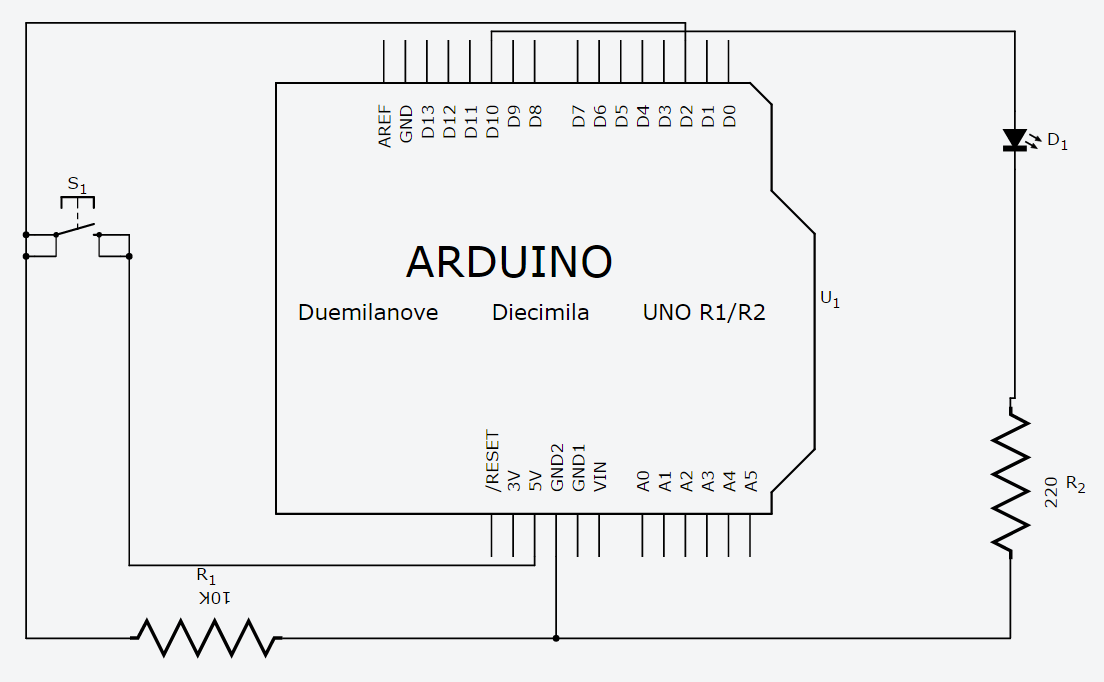 AREF GND D13 D12 D11 D10 D9 D8 D7 D6 D5 D4 D3 D2 D1 D0
D1
S1
ARDUINO
Duemilanove Diecimila UNO R1/R2
U1
/RESET 3V 5V GND2 GND1 VIN A0 A1 A2 A3 A4 A5
220 R2
R1
10K